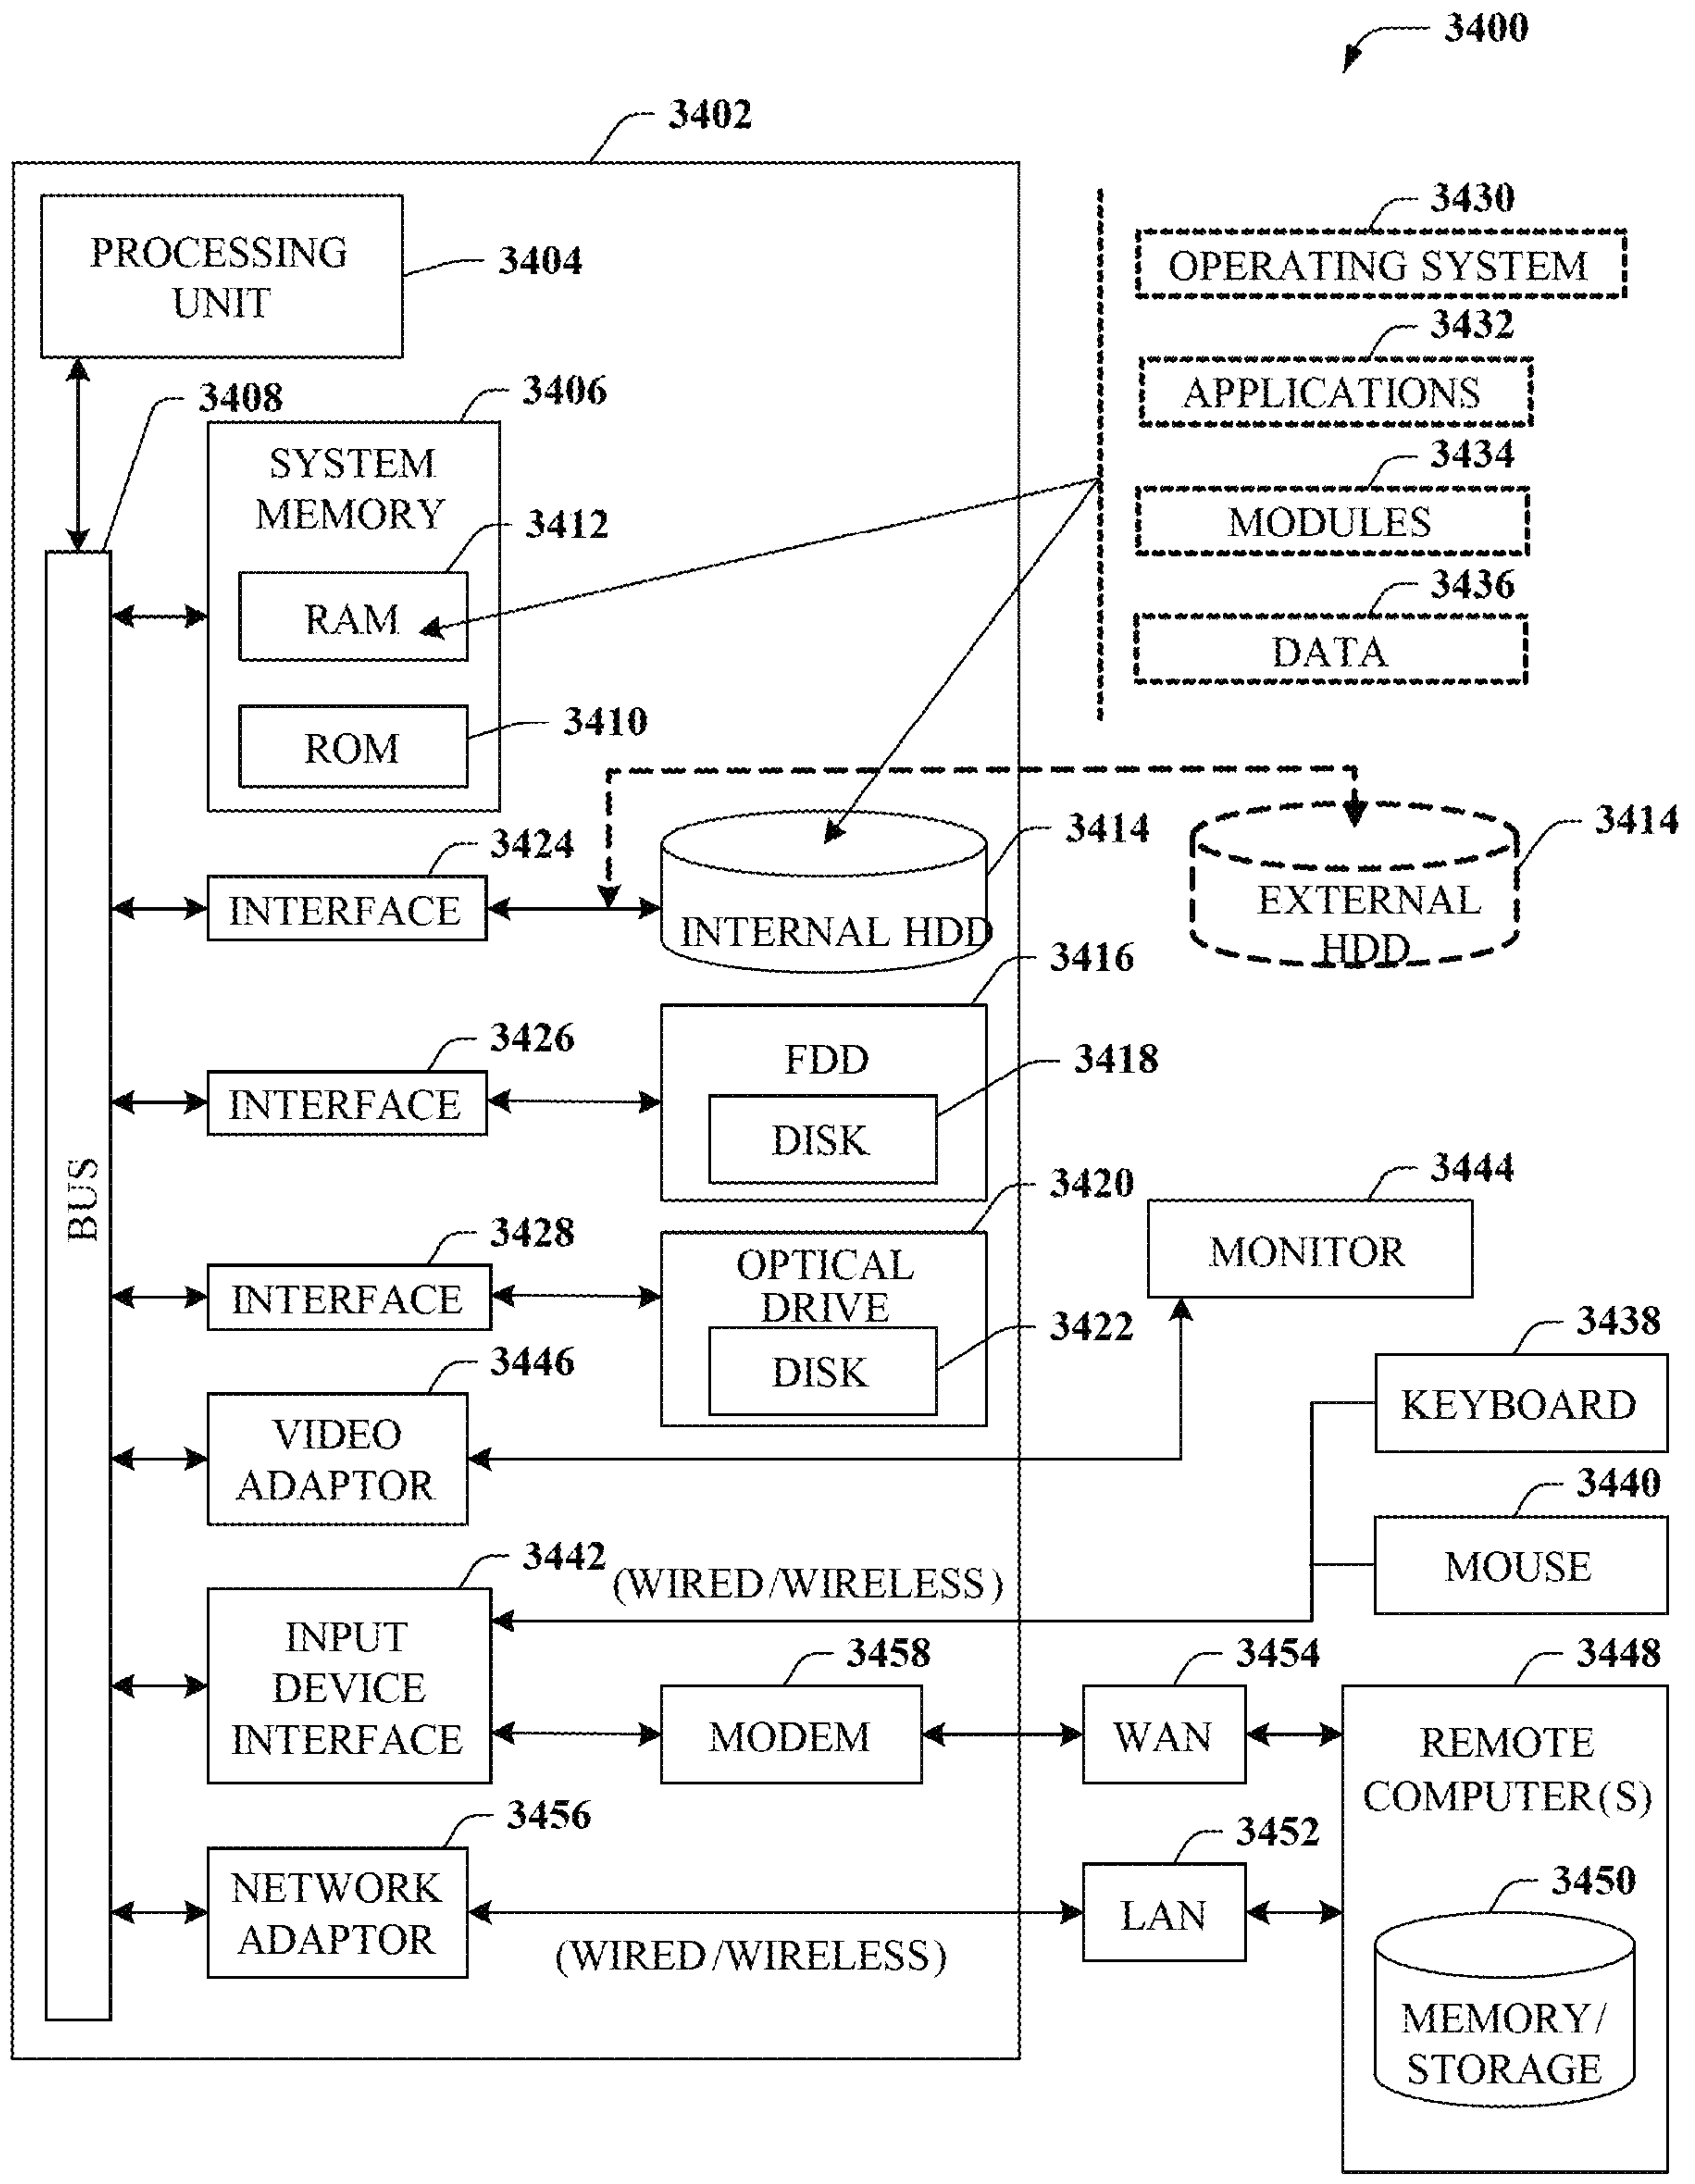 3400
3402
PROCESSING
UNIT
3404
3430
OPERATING SYSTEM
3432
APPLICATIONS
3434
MODULES
3436
DATA
3408
3406
SYSTEM
MEMORY
3412
RAM
3410
ROM
3424
INTERFACE
3414
INTERNAL HDD
3414
EXTERNAL
HDD
3416
FDD
3418
DISK
3426
INTERFACE
BUS
3420
OPTICAL
DRIVE
3422
DISK
3428
INTERFACE
3444
MONITOR
3446
VIDEO
ADAPTOR
3438
KEYBOARD
3440
MOUSE
3442
(WIRED/WIRELESS)
INPUT
DEVICE
INTERFACE
3458
MODEM
3454
WAN
3448
REMOTE
COMPUTER(S)
3456
NETWORK
ADAPTOR
(WIRED/WIRELESS)
3452
LAN
3450
MEMORY/
STORAGE